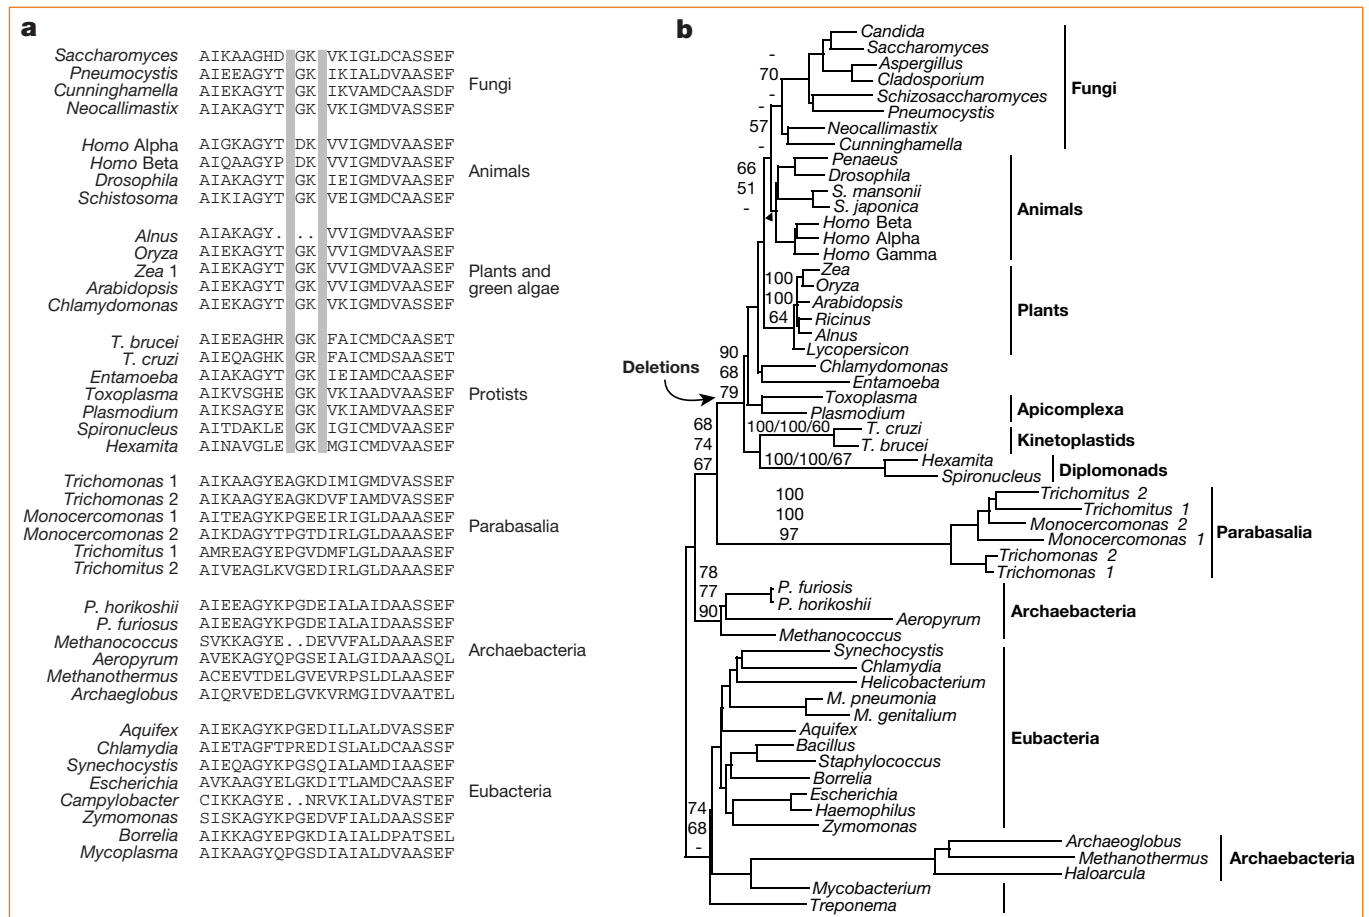 a
Saccharomyces AIKAAGHD GK VKIGLDCASSEF
Pneumocystis AIEEAGYT GK IKIALDVAASEF
Cunninghamella AIEKAGYT GK IKVAMDCAASDF
Neocallimastix AIAKAGYT GK VKIGLDVAASEF
Fungi
Homo Alpha AIGKAGYT DK VVIGMDVAASEF
Homo Beta AIQAAGYP DK VVIGMDVAASEF
Drosophila AIAKAGYT GK IEIGMDVAASEF
Schistosoma AIKIAGYT GK VEIGMDCAASEF
Animals
Alnus AIAKAGY. .. VVIGMDVAASEF
Oryza AIEKAGYT GK VVIGMDVAASEF
Zea 1 AIEKAGYT GK VVIGMDVAASEF
Arabidopsis AIEKAGYT GK VVIGMDVAASEF
Chlamydomonas AIEKAGYT GK VKIGMDVASSEF
Plants and
green algae
T. brucei AIEEAGHR GK FAICMDCAASET
T. cruzi AIEQAGHK GR FAICMDSAASET
Entamoeba AIAKAGYT GK IEIAMDCAASEF
Toxoplasma AIKVSGHE GK VKIAADVAASEF
Plasmodium AIKSAGYE GK VKIAMDVAASEF
Spironucleus AITDAKLE GK IGICMDVAASEF
Hexamita AINAVGLE GK MGICMDVAASEF
Protists
Trichomonas 1 AIKAAGYEAGKDIMIGMDVASSEF
Trichomonas 2 AIKAAGYEAGKDVFIAMDVASSEF
Monocercomonas 1 AITEAGYKPGEEIRIGLDAAASEF
Monocercomonas 2 AIKDAGYTPGTDIRLGLDAAASEF
Trichomitus 1 AMREAGYEPGVDMFLGLDAAASEF
Trichomitus 2 AIVEAGLKVGEDIRLGLDAAASEF
Parabasalia
P. horikoshii AIEEAGYKPGDEIALAIDAASSEF
P. furiosus AIEEAGYKPGDEIALAIDVAASEF
Methanococcus SVKKAGYE..DEVVFALDAAASEF
Aeropyrum AVEKAGYQPGSEIALGIDAAASQL
Methanothermus ACEEVTDELGVEVRPSLDLAASEF
Archaeglobus AIQRVEDELGVKVRMGIDVAATEL
Archaebacteria
Aquifex AIEKAGYKPGEDILLALDVASSEF
Chlamydia AIETAGFTPREDISLALDCAASSF
Synechocystis AIEQAGYKPGSQIALAMDIAASEF
Escherichia AVKAAGYELGKDITLAMDCAASEF
Campylobacter CIKKAGYE..NRVKIALDVASTEF
Zymomonas SISKAGYKPGEDVFIALDAASSEF
Borrelia AIKKAGYEPGKDIAIALDPATSEL
Mycoplasma AIKAAGYQPGSDIAIALDVAASEF
Eubacteria
b
Candida
Saccharomyces
Aspergillus
Cladosporium
Schizosaccharomyces
Pneumocystis
Neocallimastix
Cunninghamella
Fungi
-
70
-
-
57
-
Penaeus
Drosophila
S. mansonii
S. japonica
Homo Beta
Homo Alpha
Homo Gamma
Animals
66
51
-
Zea
Oryza
Arabidopsis
Ricinus
Alnus
Lycopersicon
Plants
100
100
64
Chlamydomonas
Entamoeba
Deletions
90
68
79
Toxoplasma
Plasmodium
Apicomplexa
100/100/60
T. cruzi
T. brucei
Kinetoplastids
100/100/67
Hexamita
Spironucleus
Diplomonads
68
74
67
100
100
97
Trichomitus 2
Trichomitus 1
Monocercomonas 2
Monocercomonas 1
Trichomonas 2
Trichomonas 1
Parabasalia
78
77
90
P. furiosis
P. horikoshii
Aeropyrum
Methanococcus
Archaebacteria
Synechocystis
Chlamydia
Helicobacterium
M. pneumonia
M. genitalium
Aquifex
Bacillus
Staphylococcus
Borrelia
Escherichia
Haemophilus
Zymomonas
Eubacteria
74
68
-
Archaeoglobus
Methanothermus
Haloarcula
Archaebacteria
Mycobacterium
Treponema